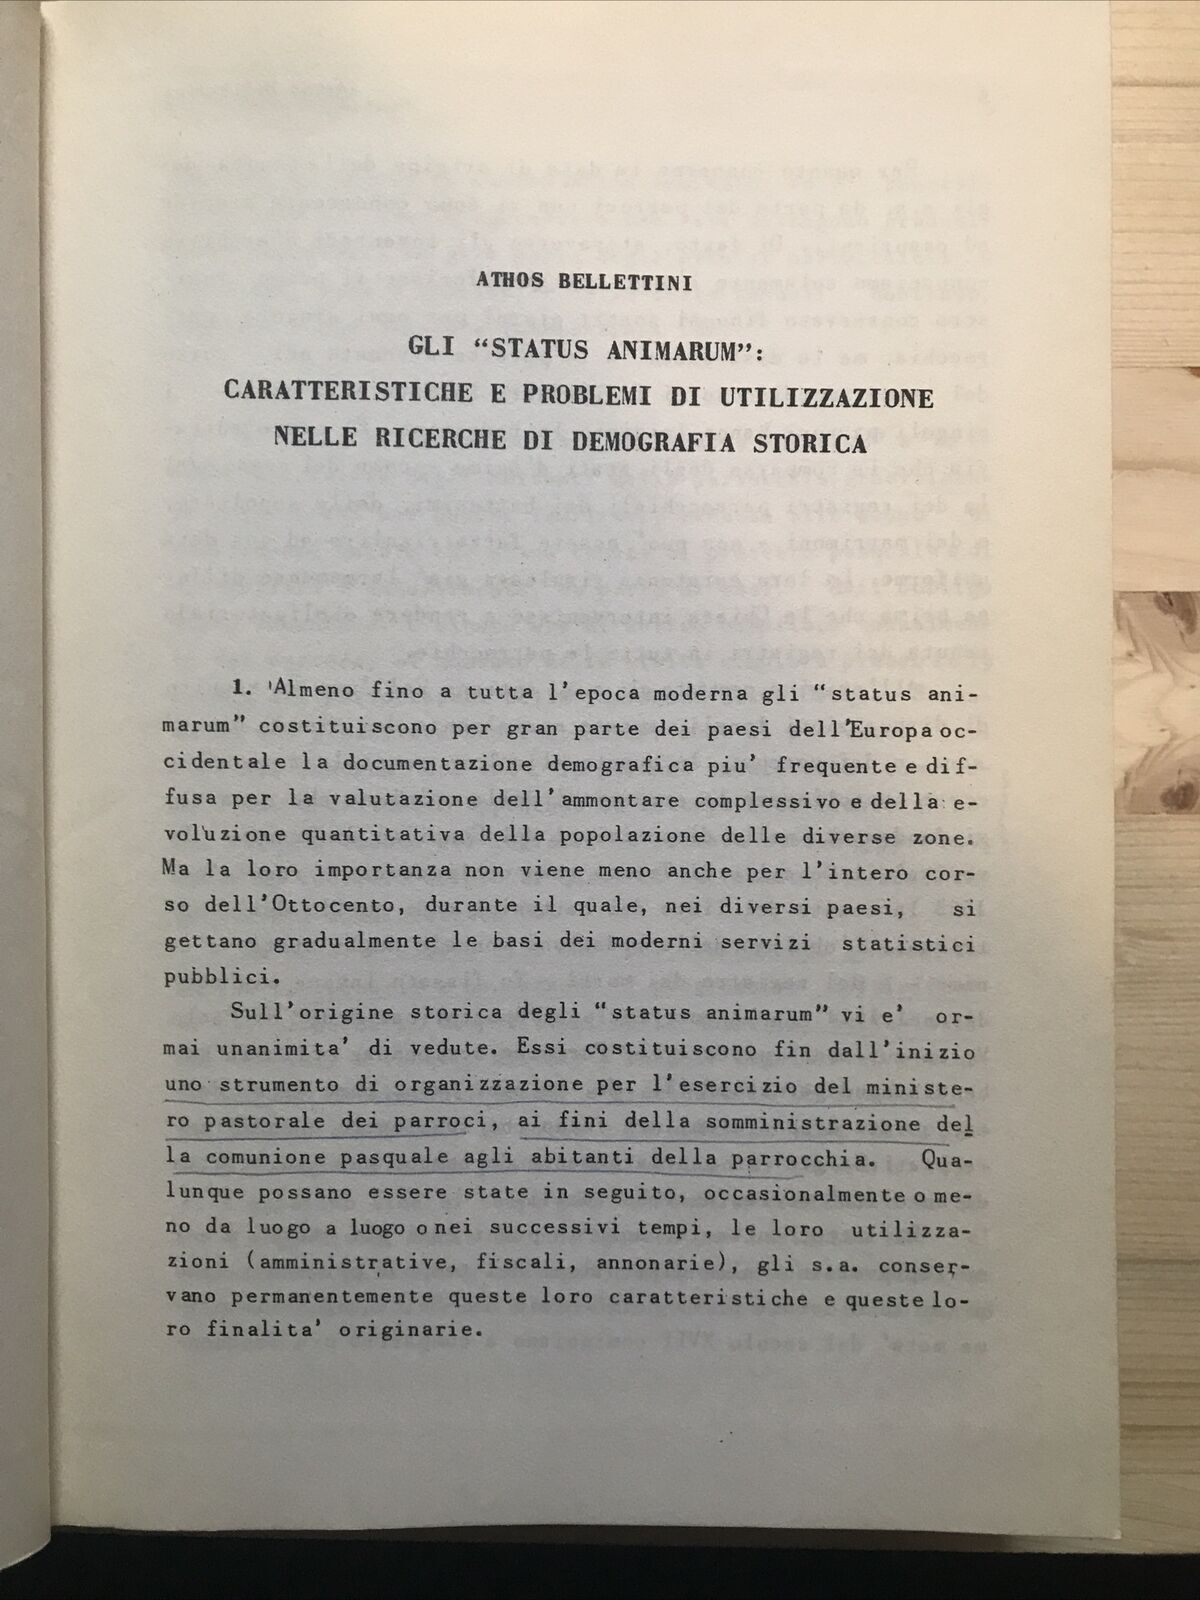 ATHOS BELLETTINI
GLI “STATUS ANIMARUM”:
CARATTERISTICHE E PROBLEMI DI UTILIZZAZIONE
NELLE RICERCHE DI DEMOGRAFIA STORICA
1. Almeno fino a tutta l'epoca moderna gli “status ani-
marum” costituiscono per gran parte dei paesi dell'Europa oc-
cidentale la documentazione demografica piu' frequente e dif-
fusa per la valutazione dell'ammontare complessivo e della e-
voluzione quantitativa della popolazione delle diverse zone.
Ma la loro importanza non viene meno anche per l'intero cor-
so dell'Ottocento, durante il quale, nei diversi paesi, si
gettano gradualmente le basi dei moderni servizi statistici
pubblici.
Sull'origine storica degli “status animarum” vi e' or-
mai unanimita' di vedute. Essi costituiscono fin dall'inizio
uno strumento di organizzazione per l'esercizio del ministe-
ro pastorale dei parroci, ai fini della somministrazione del
la comunione pasquale agli abitanti della parrocchia. Qua-
lunque possano essere state in seguito, occasionalmente o me-
no da luogo a luogo o nei successivi tempi, le loro utilizza-
zioni (amministrative, fiscali, annonarie), gli s.a. conser-
vano permanentemente queste loro caratteristiche e queste lo-
ro finalita' originarie.